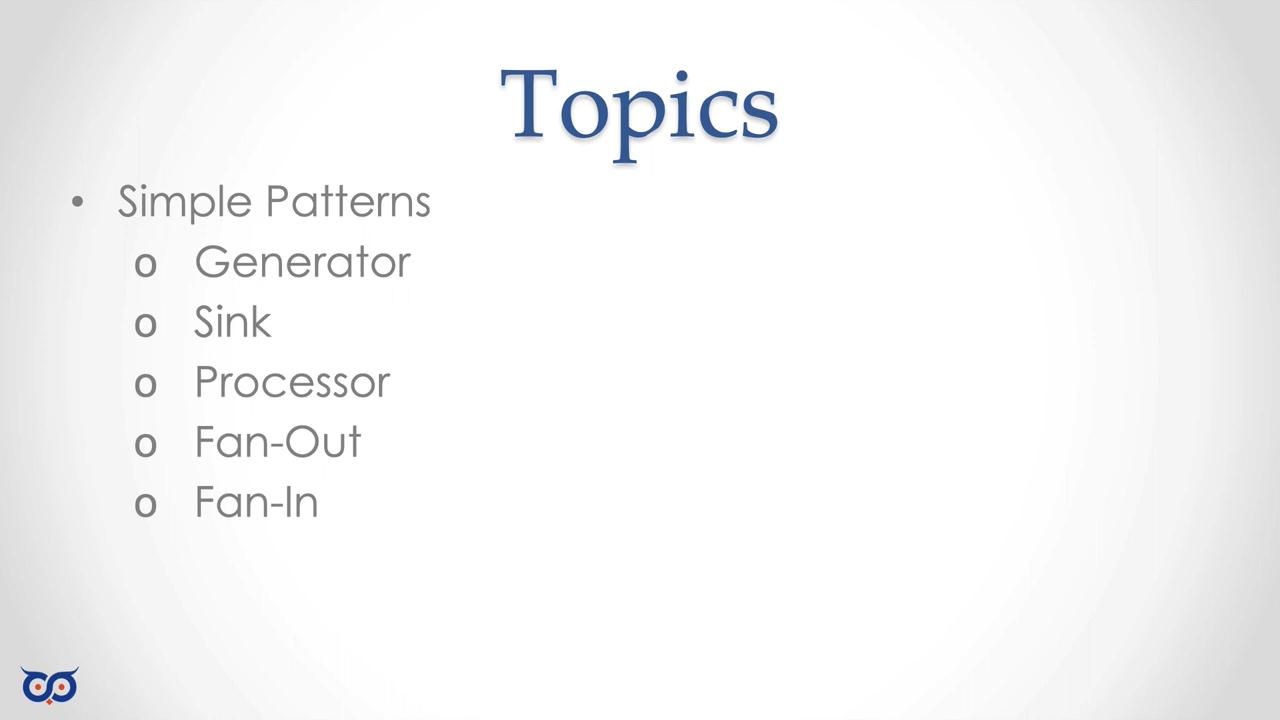 Topics
• Simple Patterns
o Generator
o Sink
o Processor
o Fan-Out
o Fan-In